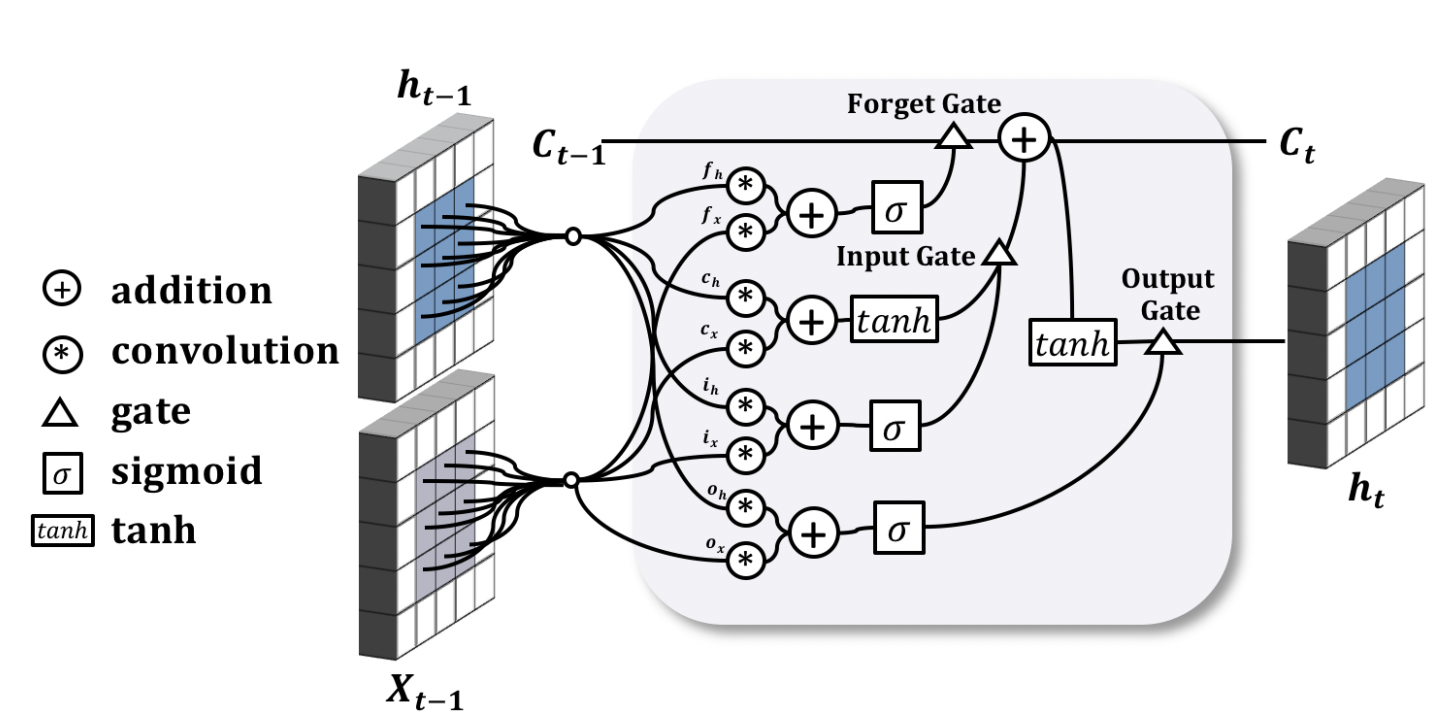 h_{t-1}
C_{t-1}
Forget Gate
+
C_t
f_h
*
f_x
*
+
σ
Input Gate
c_h
*
c_x
*
+
tanh
Output
Gate
tanh
i_h
*
i_x
*
+
σ
o_h
*
o_x
*
+
σ
h_t
X_{t-1}
+ addition
* convolution
gate
σ sigmoid
tanh tanh